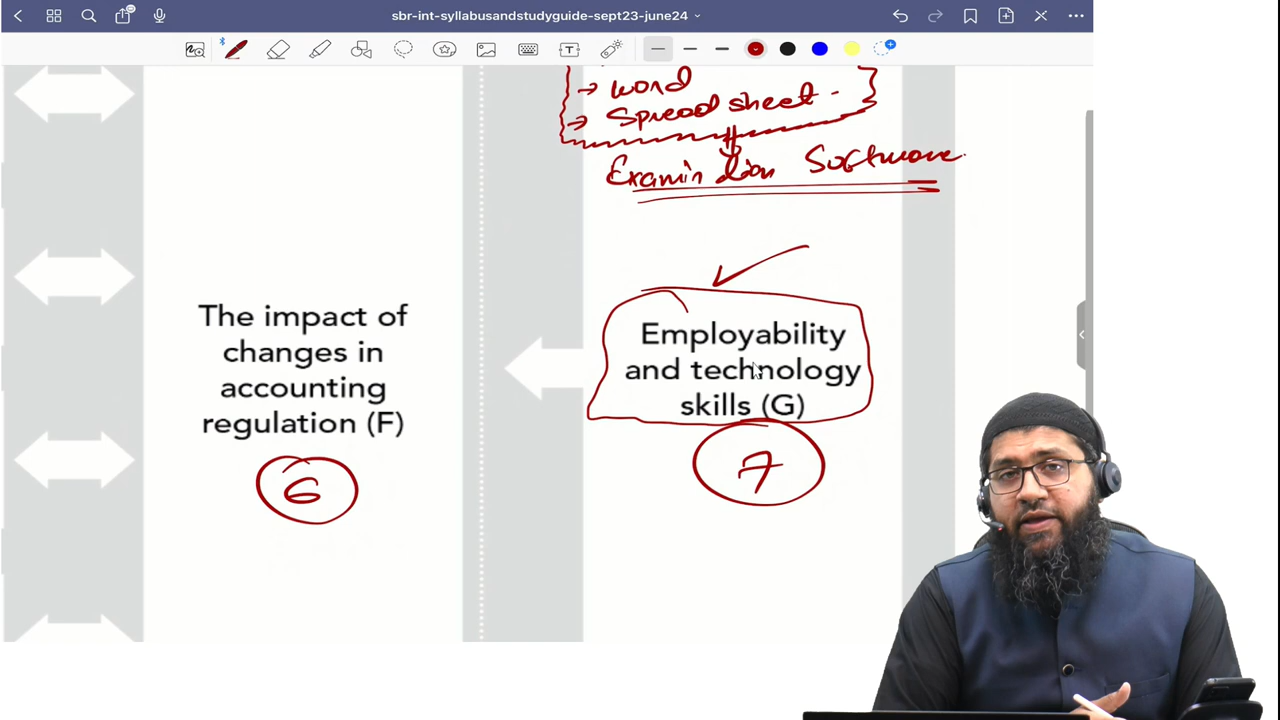 sbr-int-syllabusandstudyguide-sept23-june24
→ word
→ Spread sheet -
Examination Software
The impact of
changes in
accounting
regulation (F)
6
Employability
and technology
skills (G)
7